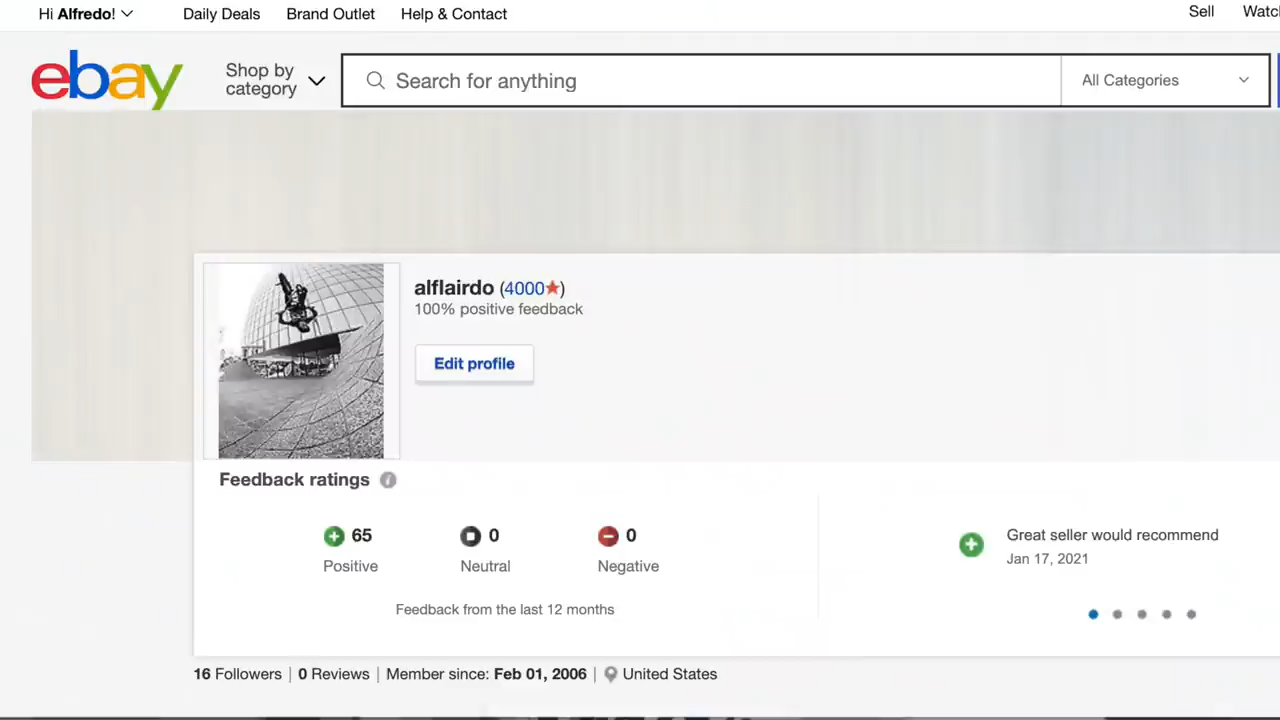 Hi Alfredo!
Daily Deals
Brand Outlet
Help & Contact
Sell
ebay
Shop by
category
Search for anything
All Categories
alflairdo (4000)
100% positive feedback
Edit profile
Feedback ratings
65
0
0
Positive
Neutral
Negative
Feedback from the last 12 months
Great seller would recommend
Jan 17, 2021
16 Followers | 0 Reviews | Member since: Feb 01, 2006 | United States